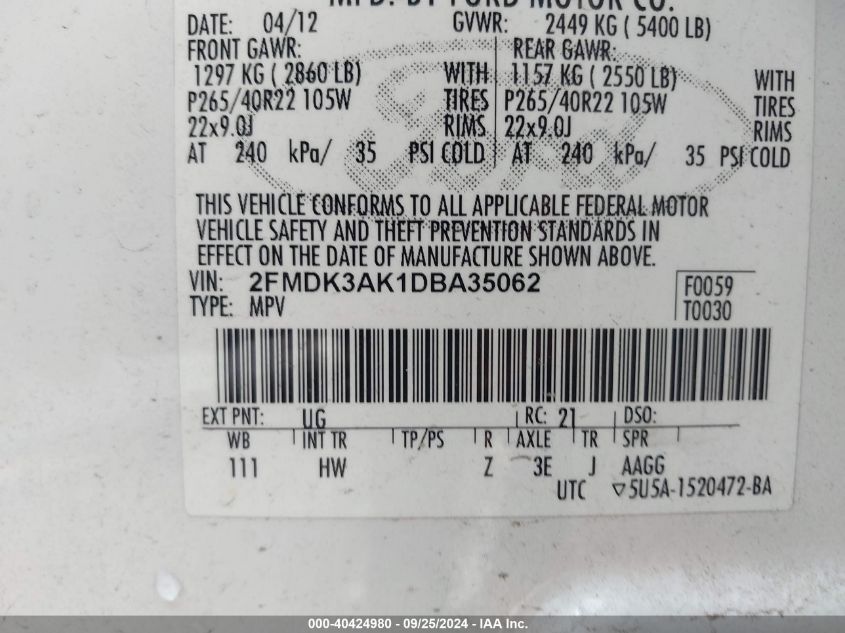 MFD. BY FORD MOTOR CO.
DATE: 04/12 GVWR: 2449 KG ( 5400 LB)
FRONT GAWR: REAR GAWR:
1297 KG ( 2860 LB) WITH 1157 KG ( 2550 LB) WITH
P265/40R22 105W TIRES P265/40R22 105W TIRES
22x9.0J RIMS 22x9.0J RIMS
AT 240 kPa/ 35 PSI COLD AT 240 kPa/ 35 PSI COLD
Ford
THIS VEHICLE CONFORMS TO ALL APPLICABLE FEDERAL MOTOR
VEHICLE SAFETY AND THEFT PREVENTION STANDARDS IN
EFFECT ON THE DATE OF MANUFACTURE SHOWN ABOVE.
VIN: 2FMDK3AK1DBA35062 F0059
TYPE: MPV T0030
EXT PNT: UG RC: 21 DSO:
WB INT TR TP/PS R AXLE TR SPR
111 HW Z 3E J AAGG
UTC ▽5U5A-1520472-BA
000-40424980 - 09/25/2024 - IAA Inc.